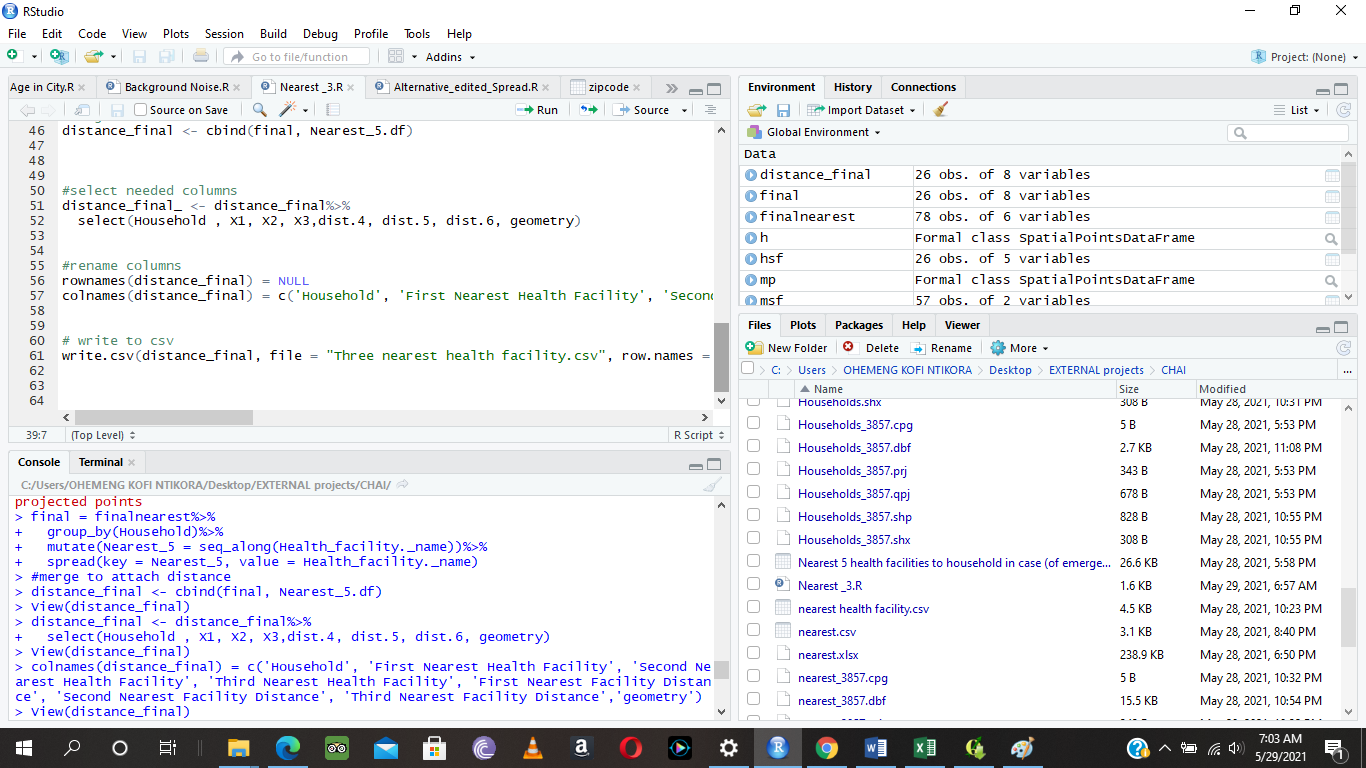 RStudio
File Edit Code View Plots Session Build Debug Profile Tools Help
Go to file/function
Addins
Project: (None)
Age in City.R
Background Noise.R
Nearest _3.R
Alternative_edited_Spread.R
zipcode
Source on Save
Run
Source
46 distance_final <- cbind(final, Nearest_5.df)
47
48
49
50 #select needed columns
51 distance_final_ <- distance_final%>%
52 select(Household , X1, X2, X3,dist.4, dist.5, dist.6, geometry)
53
54
55 #rename columns
56 rownames(distance_final) = NULL
57 colnames(distance_final) = c('Household', 'First Nearest Health Facility', 'Secon
58
59
60 # write to csv
61 write.csv(distance_final, file = "Three nearest health facility.csv", row.names =
62
63
64
39:7 (Top Level) R Script
Console Terminal
C:/Users/OHEMENG KOFI NTIKORA/Desktop/EXTERNAL projects/CHAI/
projected points
> final = finalnearest%>%
+ group_by(Household)%>%
+ mutate(Nearest_5 = seq_along(Health_facility._name))%>%
+ spread(key = Nearest_5, value = Health_facility._name)
> #merge to attach distance
> distance_final <- cbind(final, Nearest_5.df)
> View(distance_final)
> distance_final <- distance_final%>%
+ select(Household , X1, X2, X3,dist.4, dist.5, dist.6, geometry)
> View(distance_final)
> colnames(distance_final) = c('Household', 'First Nearest Health Facility', 'Second Ne
arest Health Facility', 'Third Nearest Health Facility', 'First Nearest Facility Distan
ce', 'Second Nearest Facility Distance', 'Third Nearest Facility Distance','geometry')
> View(distance_final)
Environment History Connections
Import Dataset
List
Global Environment
Data
distance_final 26 obs. of 8 variables
final 26 obs. of 8 variables
finalnearest 78 obs. of 6 variables
h Formal class SpatialPointsDataFrame
hsf 26 obs. of 5 variables
mp Formal class SpatialPointsDataFrame
msf 57 obs. of 2 variables
Files Plots Packages Help Viewer
New Folder Delete Rename More
C: Users OHEMENG KOFI NTIKORA Desktop EXTERNAL projects CHAI ...
Name Size Modified
Households.shx 308 B May 28, 2021, 10:31 PM
Households_3857.cpg 5 B May 28, 2021, 5:53 PM
Households_3857.dbf 2.7 KB May 28, 2021, 11:08 PM
Households_3857.prj 343 B May 28, 2021, 5:53 PM
Households_3857.qpj 678 B May 28, 2021, 5:53 PM
Households_3857.shp 828 B May 28, 2021, 10:55 PM
Households_3857.shx 308 B May 28, 2021, 10:55 PM
Nearest 5 health facilities to household in case (of emerge... 26.6 KB May 28, 2021, 5:58 PM
Nearest _3.R 1.6 KB May 29, 2021, 6:57 AM
nearest health facility.csv 4.5 KB May 28, 2021, 10:23 PM
nearest.csv 3.1 KB May 28, 2021, 8:40 PM
nearest.xlsx 238.9 KB May 28, 2021, 6:50 PM
nearest_3857.cpg 5 B May 28, 2021, 10:32 PM
nearest_3857.dbf 15.5 KB May 28, 2021, 10:54 PM
7:03 AM
5/29/2021
1